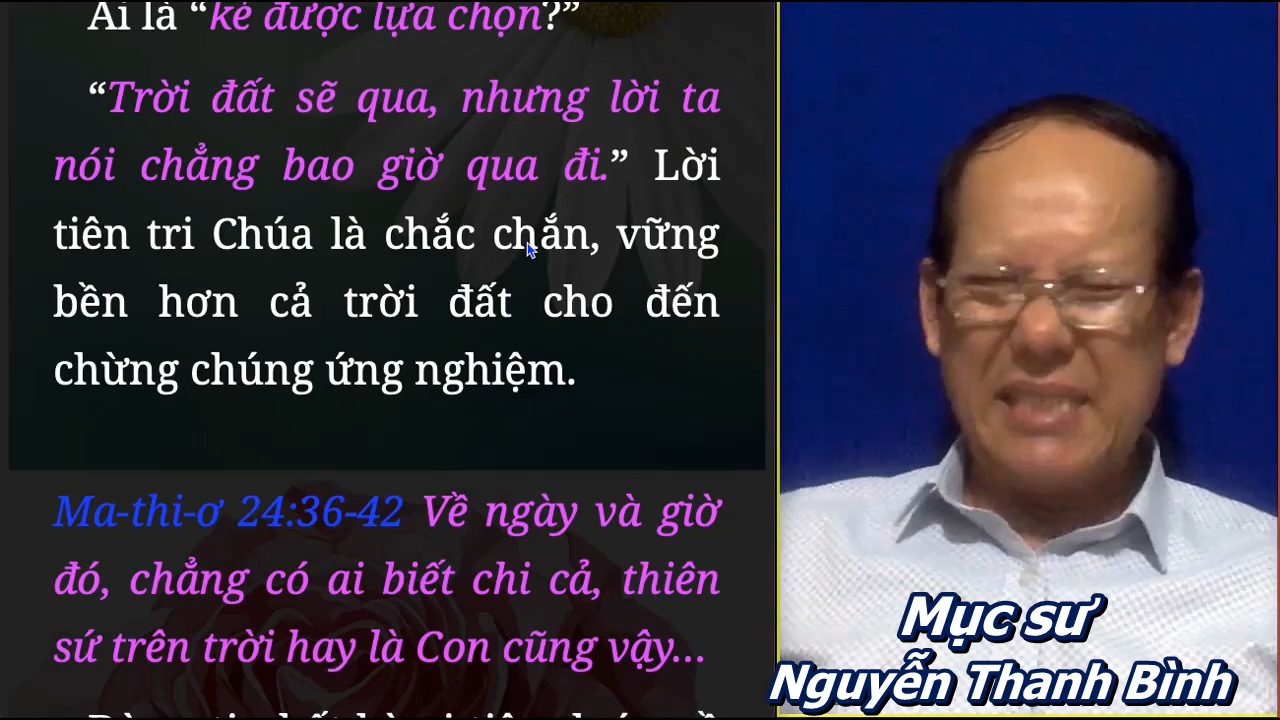 Ai là “kẻ được lựa chọn?”
“Trời đất sẽ qua, nhưng lời ta
nói chẳng bao giờ qua đi.” Lời
tiên tri Chúa là chắc chắn, vững
bền hơn cả trời đất cho đến
chừng chúng ứng nghiệm.
Ma-thi-ơ 24:36-42 Về ngày và giờ
đó, chẳng có ai biết chi cả, thiên
sứ trên trời hay là Con cũng vậy...
Mục sư
Nguyễn Thanh Bình